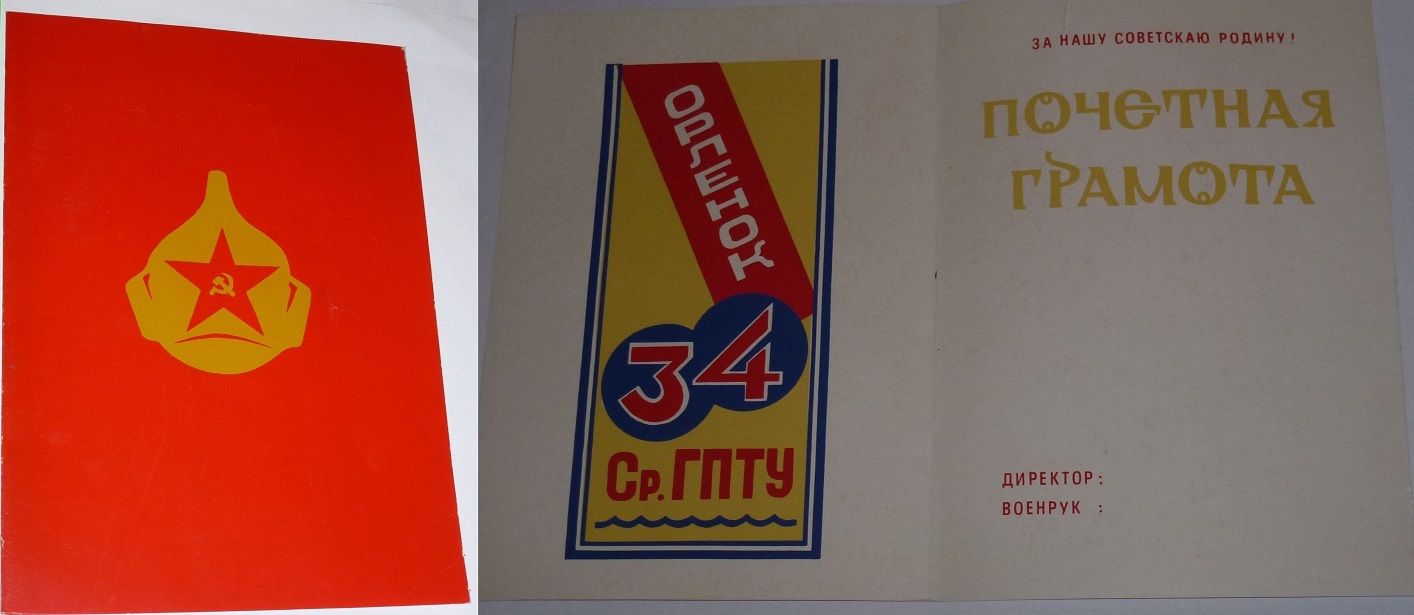 ОРЛЕНОК
34
Ср. ГПТУ
ЗА НАШУ СОВЕТСКАЮ РОДИНУ!
ПОЧЕТНАЯ
ГРАМОТА
ДИРЕКТОР:
ВОЕНРУК :